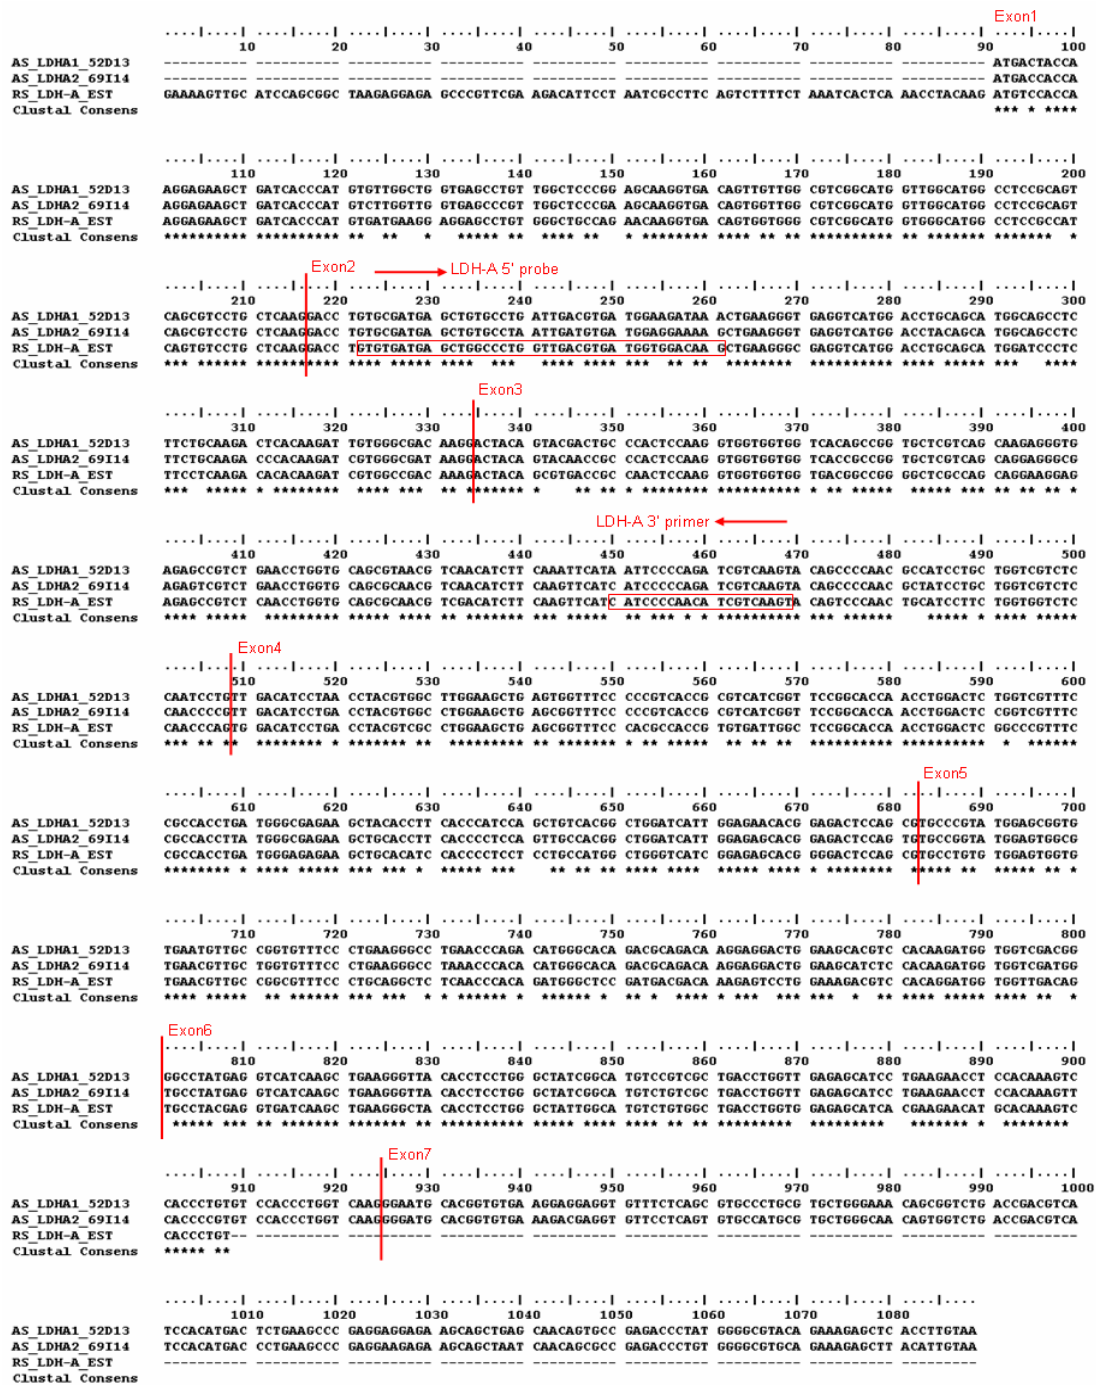 Exon1
....|....| ....|....| ....|....| ....|....| ....|....| ....|....| ....|....| ....|....| ....|....| ....|....|
10 20 30 40 50 60 70 80 90 100
AS_LDHA1_52D13 ---------- ---------- ---------- ---------- ---------- ---------- ---------- ---------- ---------- ATGACTACCA
AS_LDHA2_69I14 ---------- ---------- ---------- ---------- ---------- ---------- ---------- ---------- ---------- ATGACCACCA
RS_LDH-A_EST GAAAAGTTGC ATCCAGCGGC TAAGAGGAGA GCCCGTTCGA AGACATTCCT AATCGCCTTC AGTCTTTTCT AAATCACTCA AACCTACAAG ATGTCCACCA
Clustal Consens *** * ****
....|....| ....|....| ....|....| ....|....| ....|....| ....|....| ....|....| ....|....| ....|....| ....|....|
110 120 130 140 150 160 170 180 190 200
AS_LDHA1_52D13 AGGAGAAGCT GATCACCCAT GTGTTGGCTG GTGAGCCTGT TGGCTCCCGG AGCAAGGTGA CAGTTGTTGG CGTCGGCATG GTTGGCATGG CCTCCGCAGT
AS_LDHA2_69I14 AGGAGAAGCT GATCACCCAT GTCTTGGTTG GTGAGCCCGT TGGCTCCCGA AGCAAGGTGA CAGTGGTTGG CGTCGGCATG GTTGGCATGG CCTCCGCAGT
RS_LDH-A_EST AGGAGAAGCT GATCACCCAT GTGATGAAGG AGGAGCCTGT GGGCTGCCAG AACAAGGTGA CAGTGGTGGG CGTCGGCATG GTGGGCATGG CCTCCGCCAT
Clustal Consens ********** ********** ** ** * **** ** **** ** * ******** **** ** ** ********** ** ******* ******* *
Exon2 LDH-A 5' probe
....|....| ....|....| ....|....| ....|....| ....|....| ....|....| ....|....| ....|....| ....|....| ....|....|
210 220 230 240 250 260 270 280 290 300
AS_LDHA1_52D13 CAGCGTCCTG CTCAAGGACC TGTGCGATGA GCTGTGCCTG ATTGACGTGA TGGAAGATAA ACTGAAGGGT GAGGTCATGG ACCTGCAGCA TGGCAGCCTC
AS_LDHA2_69I14 CAGCGTCCTG CTCAAGGACC TGTGCGATGA GCTGTGCCTA ATTGATGTGA TGGAGGAAAA GCTGAAGGGT GAGGTCATGG ACCTACAGCA TGGCAGCCTC
RS_LDH-A_EST CAGTGTCCTG CTCAAGGACC TGTGTGATGA GCTGGCCCTG GTTGACGTGA TGGTGGACAA GCTGAAGGGC GAGGTCATGG ACCTGCAGCA TGGATCCCTC
Exon3
....|....| ....|....| ....|....| ....|....| ....|....| ....|....| ....|....| ....|....| ....|....| ....|....|
310 320 330 340 350 360 370 380 390 400
AS_LDHA1_52D13 TTCTGCAAGA CTCACAAGAT TGTGGGCGAC AAGGACTACA GTACGACTGC CCACTCCAAG GTGGTGGTGG TCACAGCCGG TGCTCGTCAG CAAGAGGGTG
AS_LDHA2_69I14 TTCTGCAAGA CCCACAAGAT CGTGGGCGAT AAGGACTACA GTACAACCGC CCACTCCAAG GTGGTGGTGG TCACCGCCGG TGCTCGTCAG CAGGAGGGCG
RS_LDH-A_EST TTCCTCAAGA CACACAAGAT CGTGGCCGAC AAAGACTACA GCGTGACCGC CAACTCCAAG GTGGTGGTGG TGACGGCCGG GGCTCGCCAG CAGGAAGGAG
LDH-A 3' primer
....|....| ....|....| ....|....| ....|....| ....|....| ....|....| ....|....| ....|....| ....|....| ....|....|
410 420 430 440 450 460 470 480 490 500
AS_LDHA1_52D13 AGAGCCGTCT GAACCTGGTG CAGCGTAACG TCAACATCTT CAAATTCATA ATTCCCCAGA TCGTCAAGTA CAGCCCCAAC GCCATCCTGC TGGTCGTCTC
AS_LDHA2_69I14 AGAGTCGTCT GAACCTGGTG CAGCGCAACG TCAACATCTT CAAGTTCATC ATCCCCCAGA TCGTCAAGTA CAGCCCCAAC GCTATCCTGC TGGTCGTCTC
RS_LDH-A_EST AGAGCCGTCT CAACCTGGTG CAGCGCAACG TCGACATCTT CAAGTTCATC ATCCCCAACA TCGTCAAGTA CAGTCCCAAC TGCATCCTTC TGGTGGTCTC
Exon4
....|....| ....|....| ....|....| ....|....| ....|....| ....|....| ....|....| ....|....| ....|....| ....|....|
510 520 530 540 550 560 570 580 590 600
AS_LDHA1_52D13 CAATCCTGTT GACATCCTAA CCTACGTGGC TTGGAAGCTG AGTGGTTTCC CCCGTCACCG CGTCATCGGT TCCGGCACCA ACCTGGACTC TGGTCGTTTC
AS_LDHA2_69I14 CAACCCCGTT GACATCCTGA CCTACGTGGC CTGGAAGCTG AGCGGTTTCC CCCGTCACCG CGTCATCGGT TCCGGCACCA ACCTGGACTC CGGTCGTTTC
RS_LDH-A_EST CAACCCAGTG GACATCCTGA CCTACGTCGC CTGGAAGCTG AGCGGTTTCC CACGCCACCG TGTGATTGGC TCCGGCACCA ACCTGGACTC GGCCCGTTTC
Exon5
....|....| ....|....| ....|....| ....|....| ....|....| ....|....| ....|....| ....|....| ....|....| ....|....|
610 620 630 640 650 660 670 680 690 700
AS_LDHA1_52D13 CGCCACCTGA TGGGCGAGAA GCTACACCTT CACCCATCCA GCTGTCACGG CTGGATCATT GGAGAACACG GAGACTCCAG CGTGCCCGTA TGGAGCGGTG
AS_LDHA2_69I14 CGCCACCTTA TGGGCGAGAA GCTGCACCTT CACCCCTCCA GTTGCCACGG CTGGATCATC GGAGAGCACG GAGACTCCAG TGTGCCGGTA TGGAGTGGCG
RS_LDH-A_EST CGCCACCTGA TGGGAGAGAA GCTGCACATC CACCCCTCCT CCTGCCATGG CTGGGTCATC GGAGAGCACG GGGACTCCAG CGTGCCTGTG TGGAGTGGTG
....|....| ....|....| ....|....| ....|....| ....|....| ....|....| ....|....| ....|....| ....|....| ....|....|
710 720 730 740 750 760 770 780 790 800
AS_LDHA1_52D13 TGAATGTTGC CGGTGTTTCC CTGAAGGGCC TGAACCCAGA CATGGGCACA GACGCAGACA AGGAGGACTG GAAGCACGTC CACAAGATGG TGGTCGACGG
AS_LDHA2_69I14 TGAACGTTGC TGGTGTTTCC CTGAAGGGCC TAAACCCACA CATGGGCACA GACGCAGACA AGGAGGACTG GAAGCATCTC CACAAGATGG TGGTCGATGG
RS_LDH-A_EST TGAACGTTGC CGGCGTTTCC CTGCAGGCTC TCAACCCACA GATGGGCTCC GATGACGACA AAGAGTCCTG GAAAGACGTC CACAGGATGG TGGTTGACAG
Exon6
....|....| ....|....| ....|....| ....|....| ....|....| ....|....| ....|....| ....|....| ....|....| ....|....|
810 820 830 840 850 860 870 880 890 900
AS_LDHA1_52D13 GGCCTATGAG GTCATCAAGC TGAAGGGTTA CACCTCCTGG GCTATCGGCA TGTCCGTCGC TGACCTGGTT GAGAGCATCC TGAAGAACCT CCACAAAGTC
AS_LDHA2_69I14 TGCCTATGAG GTCATCAAGC TGAAGGGTTA CACCTCCTGG GCTATCGGCA TGTCTGTCGC TGACCTGGTT GAGAGCATCC TGAAGAACCT CCACAAAGTT
RS_LDH-A_EST TGCCTACGAG GTGATCAAGC TGAAGGGCTA CACCTCCTGG GCTATTGGCA TGTCTGTGGC TGACCTGGTG GAGAGCATCA CGAAGAACAT GCACAAAGTC
Exon7
....|....| ....|....| ....|....| ....|....| ....|....| ....|....| ....|....| ....|....| ....|....| ....|....|
910 920 930 940 950 960 970 980 990 1000
AS_LDHA1_52D13 CACCCTGTGT CCACCCTGGT CAAGGGAATG CACGGTGTGA AGGAGGAGGT GTTTCTCAGC GTGCCCTGCG TGCTGGGAAA CAGCGGTCTG ACCGACGTCA
AS_LDHA2_69I14 CACCCCGTGT CCACCCTGGT CAAGGGGATG CACGGTGTGA AAGACGAGGT GTTCCTCAGT GTGCCATGCG TGCTGGGCAA CAGTGGTCTG ACCGACGTCA
RS_LDH-A_EST CACCCTGT-- ---------- ---------- ---------- ---------- ---------- ---------- ---------- ---------- ----------
Clustal Consens ***** **
....|....| ....|....| ....|....| ....|....| ....|....| ....|....| ....|....| ....|....| ....|....
1010 1020 1030 1040 1050 1060 1070 1080
AS_LDHA1_52D13 TCCACATGAC TCTGAAGCCC GAGGAGGAGA AGCAGCTGAG CAACAGTGCC GAGACCCTAT GGGGCGTACA GAAAGAGCTC ACCTTGTAA
AS_LDHA2_69I14 TCCACATGAC CCTGAAGCCC GAGGAAGAGA AGCAGCTAAT CAACAGCGCC GAGACCCTGT GGGGCGTGCA GAAAGAGCTT ACATTGTAA
RS_LDH-A_EST ---------- ---------- ---------- ---------- ---------- ---------- ---------- ---------- ---------
Clustal Consens